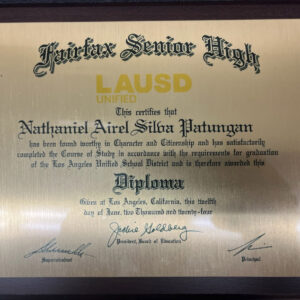 Fairfax Senior High
LAUSD
UNIFIED
This certifies that
Nathaniel Airel Silva Patungan
has been found worthy in Character and Citizenship and has satisfactorily
completed the Course of Study in accordance with the requirements for graduation
of the Los Angeles Unified School District and is therefore awarded this
Diploma
Given at Los Angeles, California, this twelfth
day of June, two Thousand and twenty-four
Jackie Goldberg
President, Board of Education
Superintendent
Principal